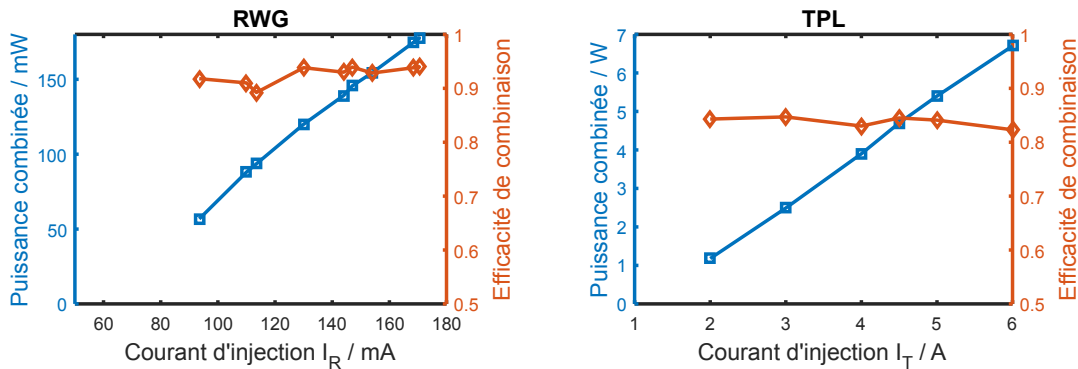 RWG
Puissance combinée / mW
150
100
50
0
1
0.9
0.8
0.7
0.6
0.5
Efficacité de combinaison
60 80 100 120 140 160 180
Courant d'injection I_R / mA
TPL
Puissance combinée / W
7
6
5
4
3
2
1
0
1
0.9
0.8
0.7
0.6
0.5
Efficacité de combinaison
1 2 3 4 5 6
Courant d'injection I_T / A